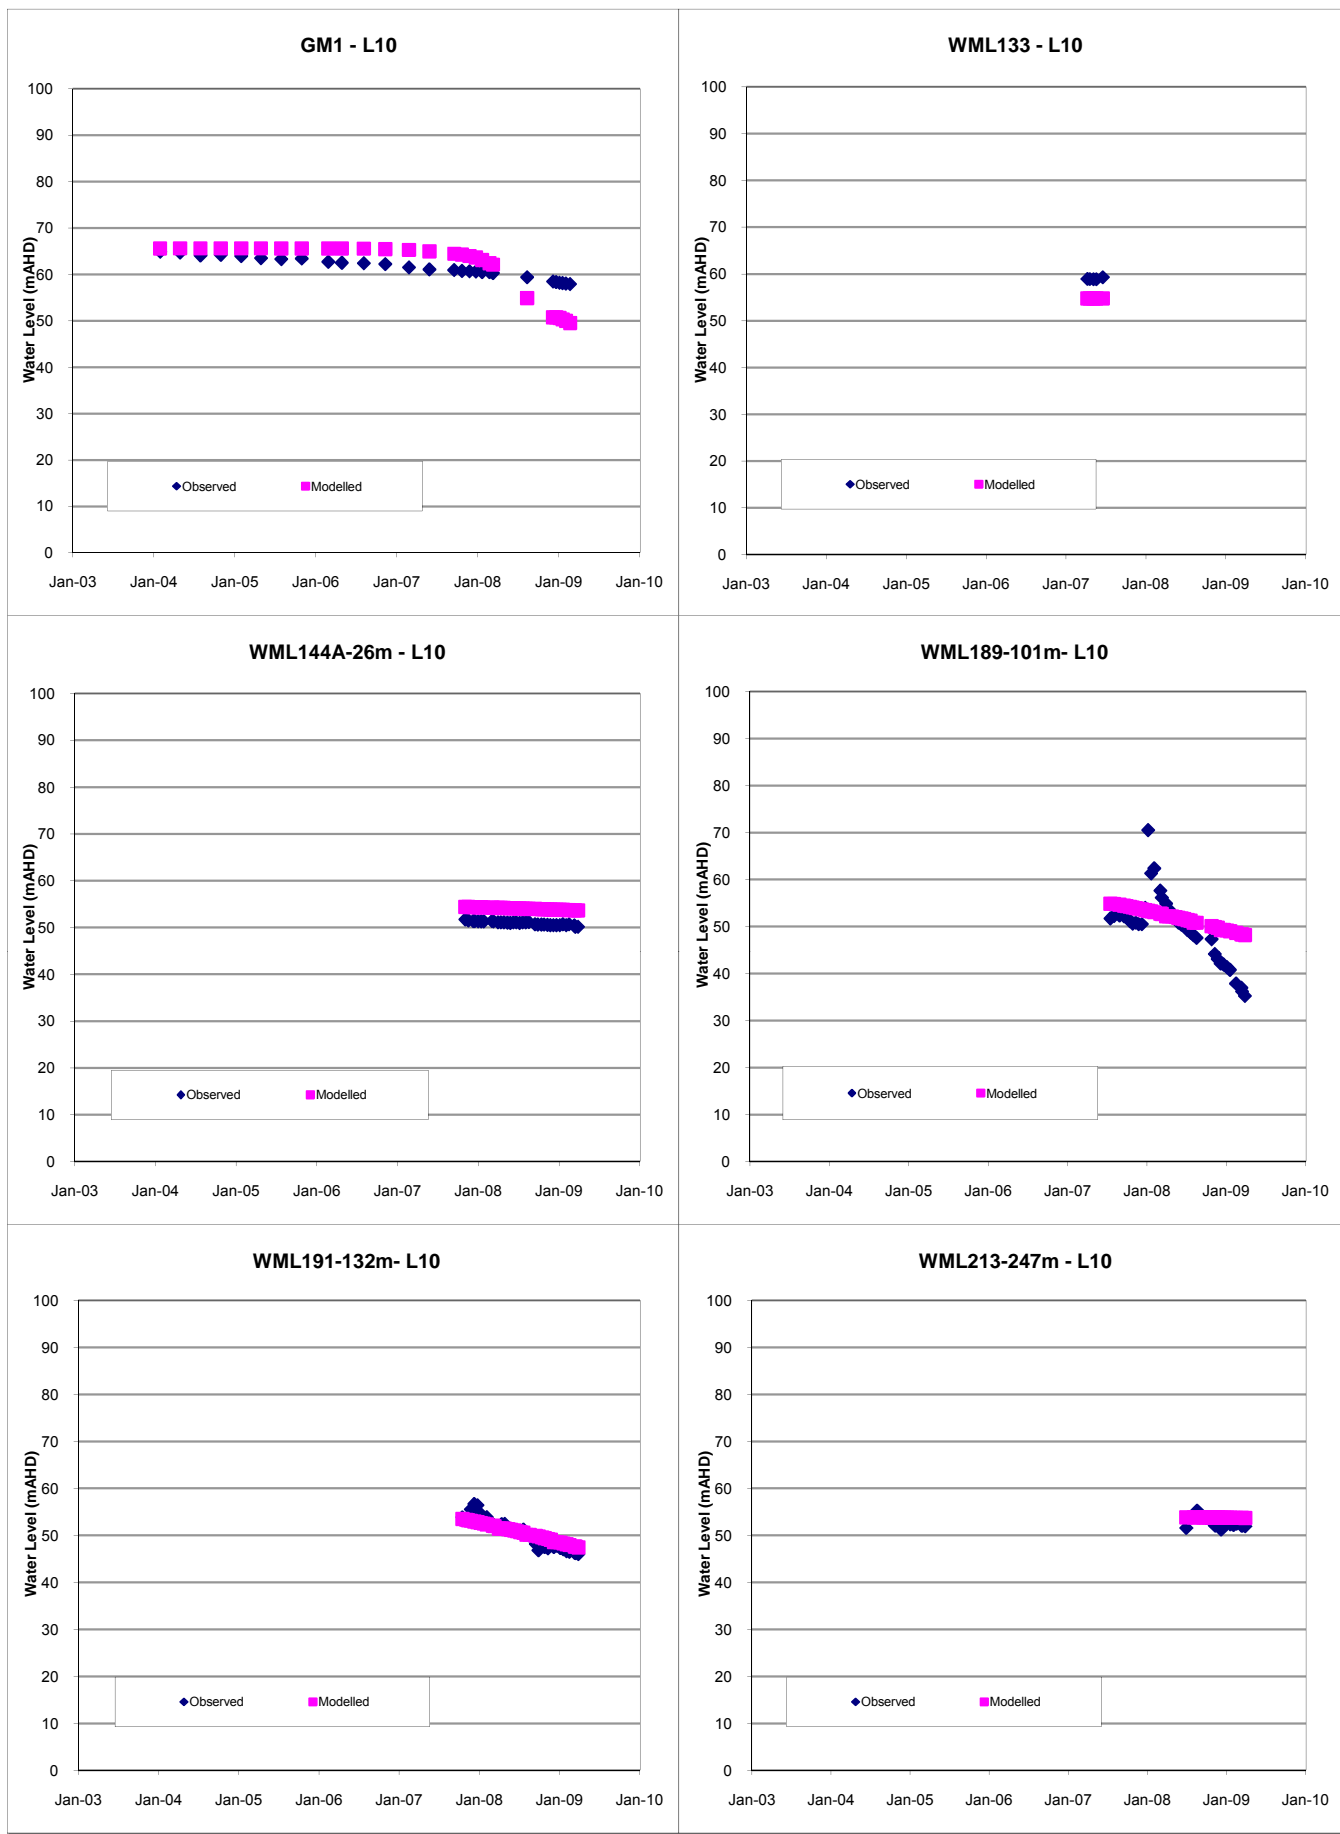 GM1 - L10
100
90
80
70
60
50
40
30
20
10
0
Water Level (mAHD)
Observed Modelled
Jan-03 Jan-04 Jan-05 Jan-06 Jan-07 Jan-08 Jan-09 Jan-10
WML133 - L10
100
90
80
70
60
50
40
30
20
10
0
Water Level (mAHD)
Observed Modelled
Jan-03 Jan-04 Jan-05 Jan-06 Jan-07 Jan-08 Jan-09 Jan-10
WML144A-26m - L10
100
90
80
70
60
50
40
30
20
10
0
Water Level (mAHD)
Observed Modelled
Jan-03 Jan-04 Jan-05 Jan-06 Jan-07 Jan-08 Jan-09 Jan-10
WML189-101m- L10
100
90
80
70
60
50
40
30
20
10
0
Water Level (mAHD)
Observed Modelled
Jan-03 Jan-04 Jan-05 Jan-06 Jan-07 Jan-08 Jan-09 Jan-10
WML191-132m- L10
100
90
80
70
60
50
40
30
20
10
0
Water Level (mAHD)
Observed Modelled
Jan-03 Jan-04 Jan-05 Jan-06 Jan-07 Jan-08 Jan-09 Jan-10
WML213-247m - L10
100
90
80
70
60
50
40
30
20
10
0
Water Level (mAHD)
Observed Modelled
Jan-03 Jan-04 Jan-05 Jan-06 Jan-07 Jan-08 Jan-09 Jan-10